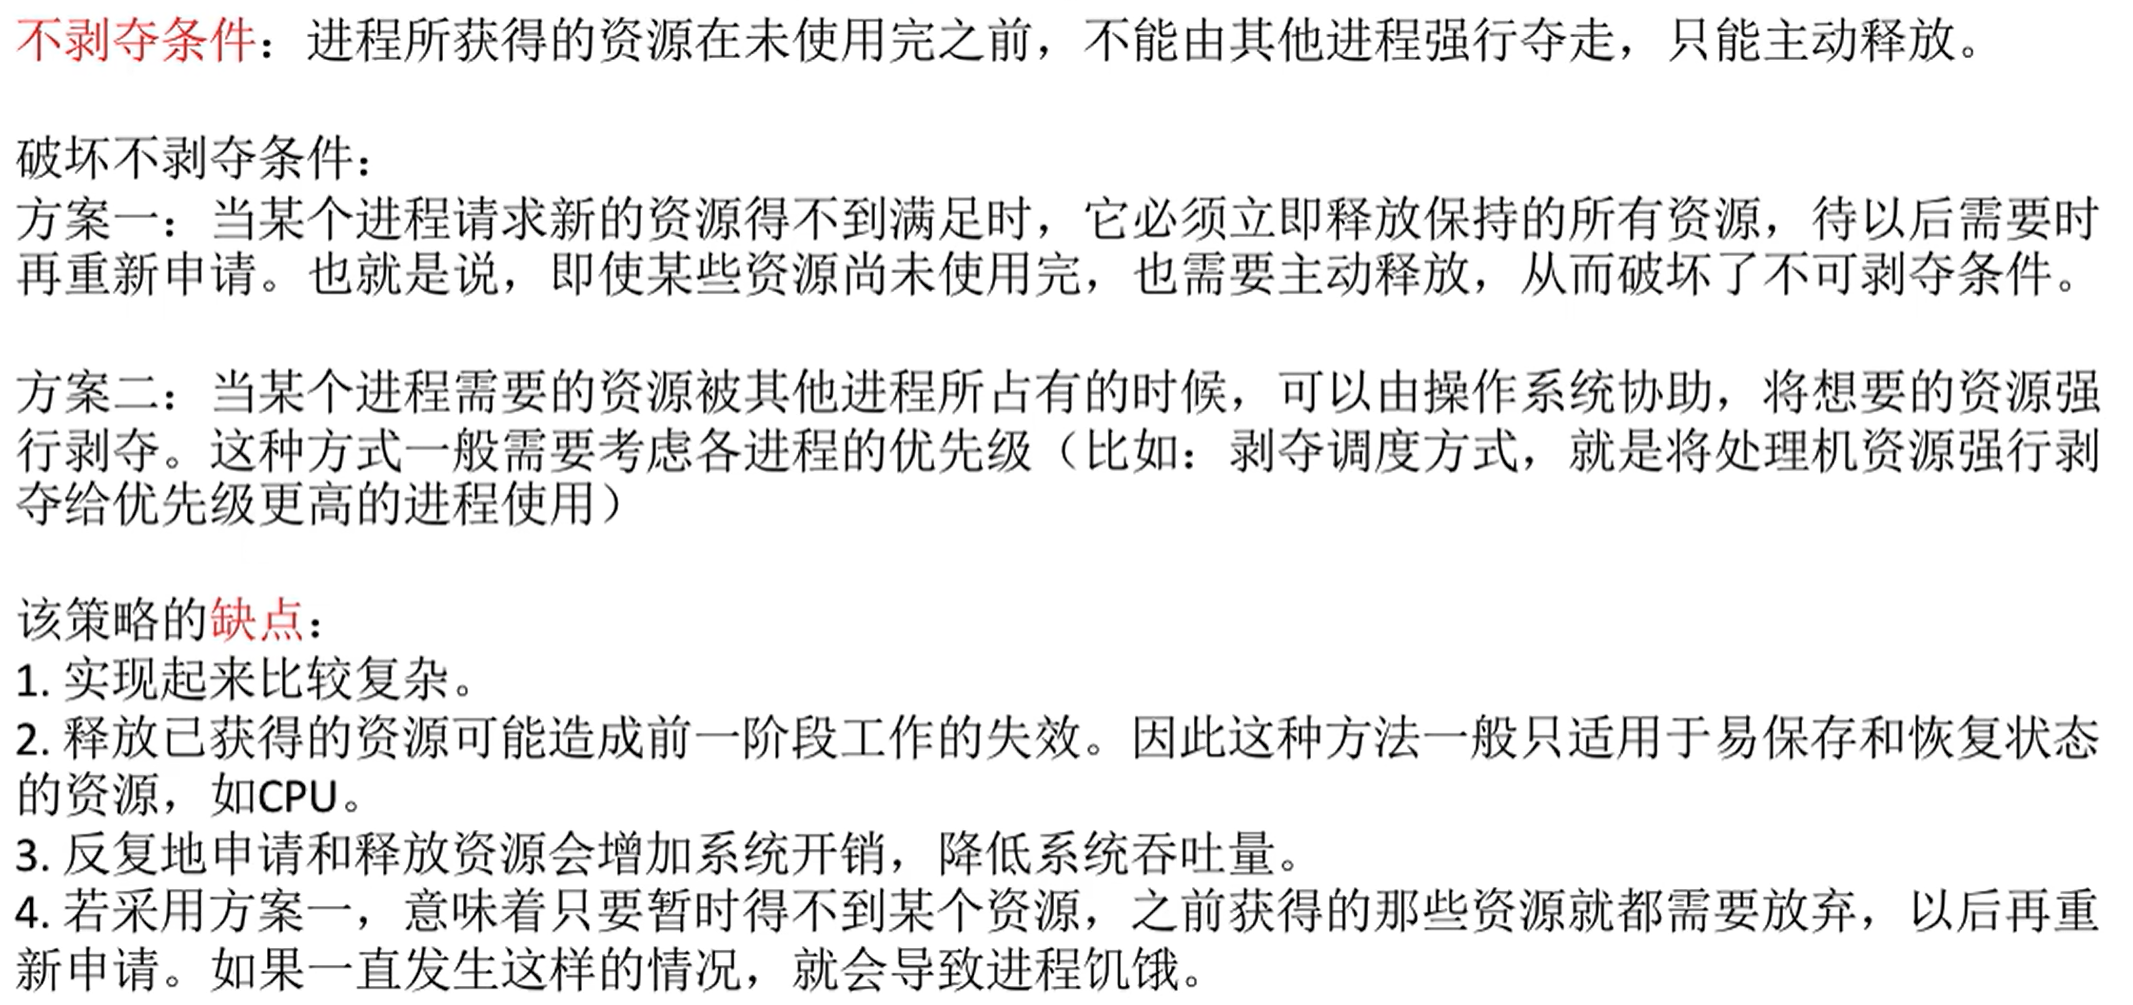 不剥夺条件：进程所获得的资源在未使用完之前，不能由其他进程强行夺走，只能主动释放。
破坏不剥夺条件：
方案一：当某个进程请求新的资源得不到满足时，它必须立即释放保持的所有资源，待以后需要时
再重新申请。也就是说，即使某些资源尚未使用完，也需要主动释放，从而破坏了不可剥夺条件。
方案二：当某个进程需要的资源被其他进程所占有的时候，可以由操作系统协助，将想要的资源强
行剥夺。这种方式一般需要考虑各进程的优先级（比如：剥夺调度方式，就是将处理机资源强行剥
夺给优先级更高的进程使用）
该策略的缺点：
1. 实现起来比较复杂。
2. 释放已获得的资源可能造成前一阶段工作的失效。因此这种方法一般只适用于易保存和恢复状态
的资源，如CPU。
3. 反复地申请和释放资源会增加系统开销，降低系统吞吐量。
4. 若采用方案一，意味着只要暂时得不到某个资源，之前获得的那些资源就都需要放弃，以后再重
新申请。如果一直发生这样的情况，就会导致进程饥饿。